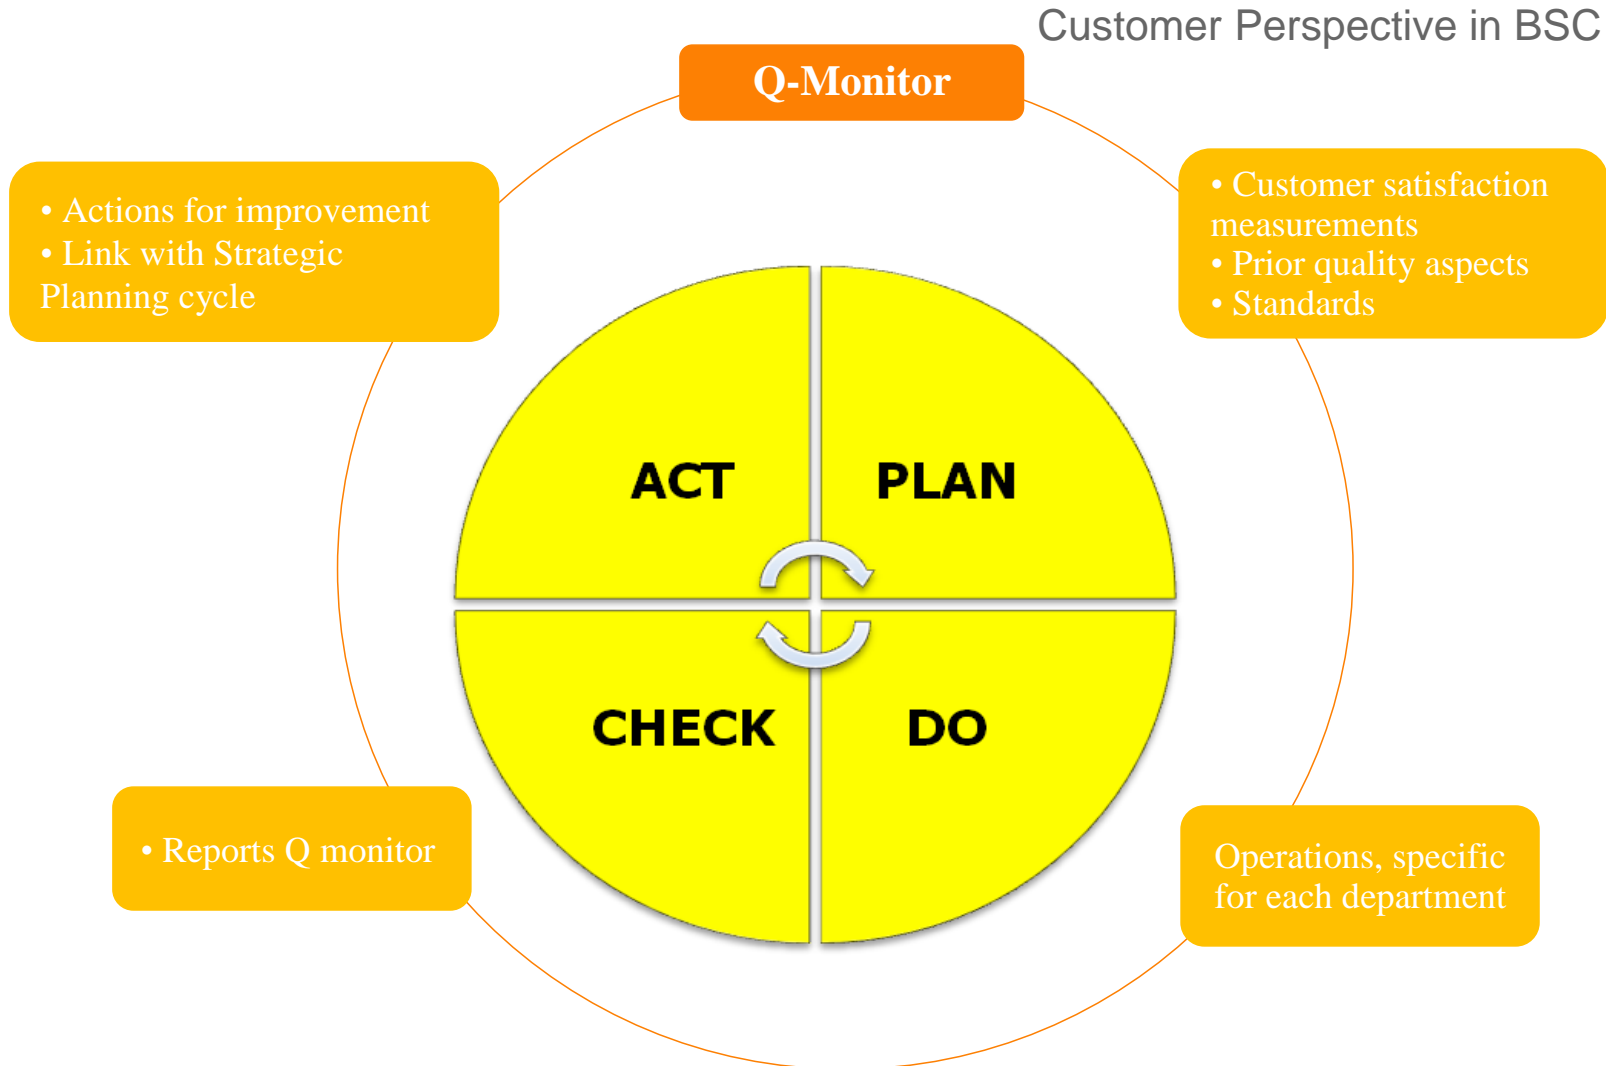 Customer Perspective in BSC
Q-Monitor
• Actions for improvement
• Link with Strategic
Planning cycle
• Customer satisfaction
measurements
• Prior quality aspects
• Standards
ACT
PLAN
CHECK
DO
• Reports Q monitor
Operations, specific
for each department